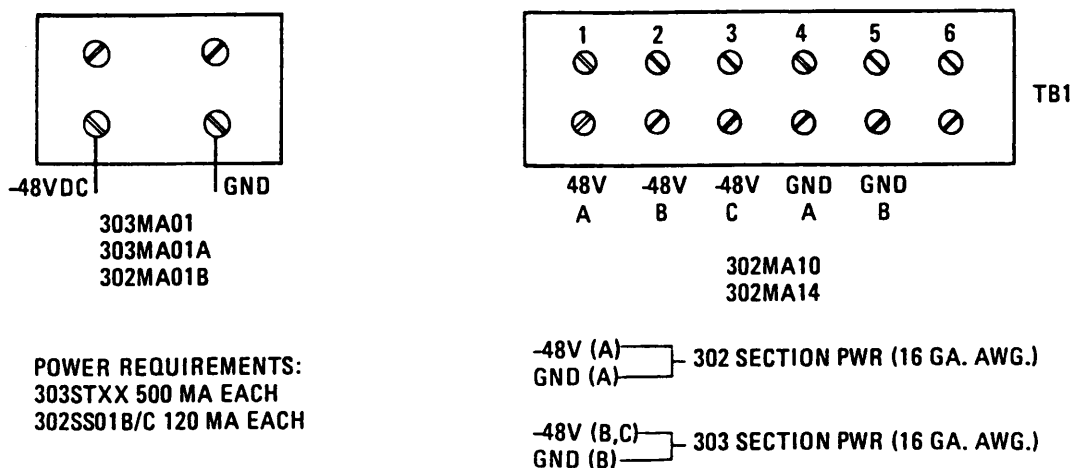 -48VDC GND
303MA01
303MA01A
302MA01B
POWER REQUIREMENTS:
303STXX 500 MA EACH
302SS01B/C 120 MA EACH
1 2 3 4 5 6
TB1
48V -48V -48V GND GND
A B C A B
302MA10
302MA14
-48V (A)
GND (A)
302 SECTION PWR (16 GA. AWG.)
-48V (B,C)
GND (B)
303 SECTION PWR (16 GA. AWG.)